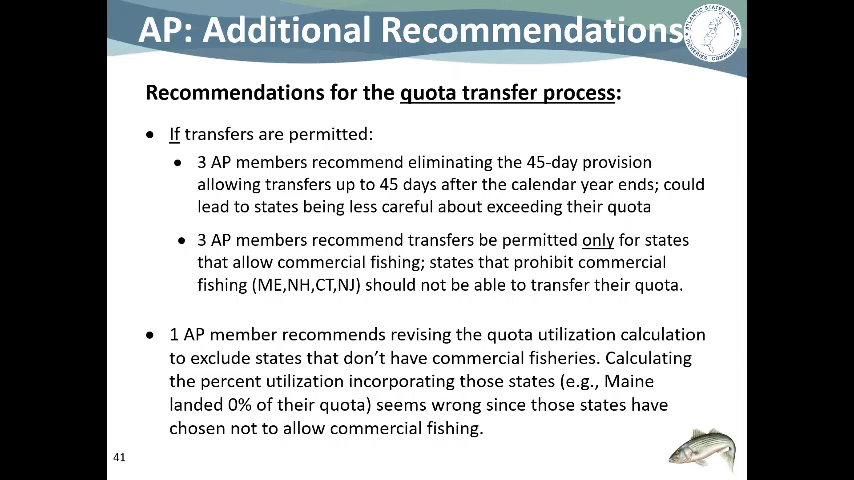 AP: Additional Recommendations
ATLANTIC STATES MARINE
FISHERIES COMMISSION
Recommendations for the quota transfer process:
• If transfers are permitted:
• 3 AP members recommend eliminating the 45-day provision
allowing transfers up to 45 days after the calendar year ends; could
lead to states being less careful about exceeding their quota
• 3 AP members recommend transfers be permitted only for states
that allow commercial fishing; states that prohibit commercial
fishing (ME,NH,CT,NJ) should not be able to transfer their quota.
• 1 AP member recommends revising the quota utilization calculation
to exclude states that don't have commercial fisheries. Calculating
the percent utilization incorporating those states (e.g., Maine
landed 0% of their quota) seems wrong since those states have
chosen not to allow commercial fishing.
41